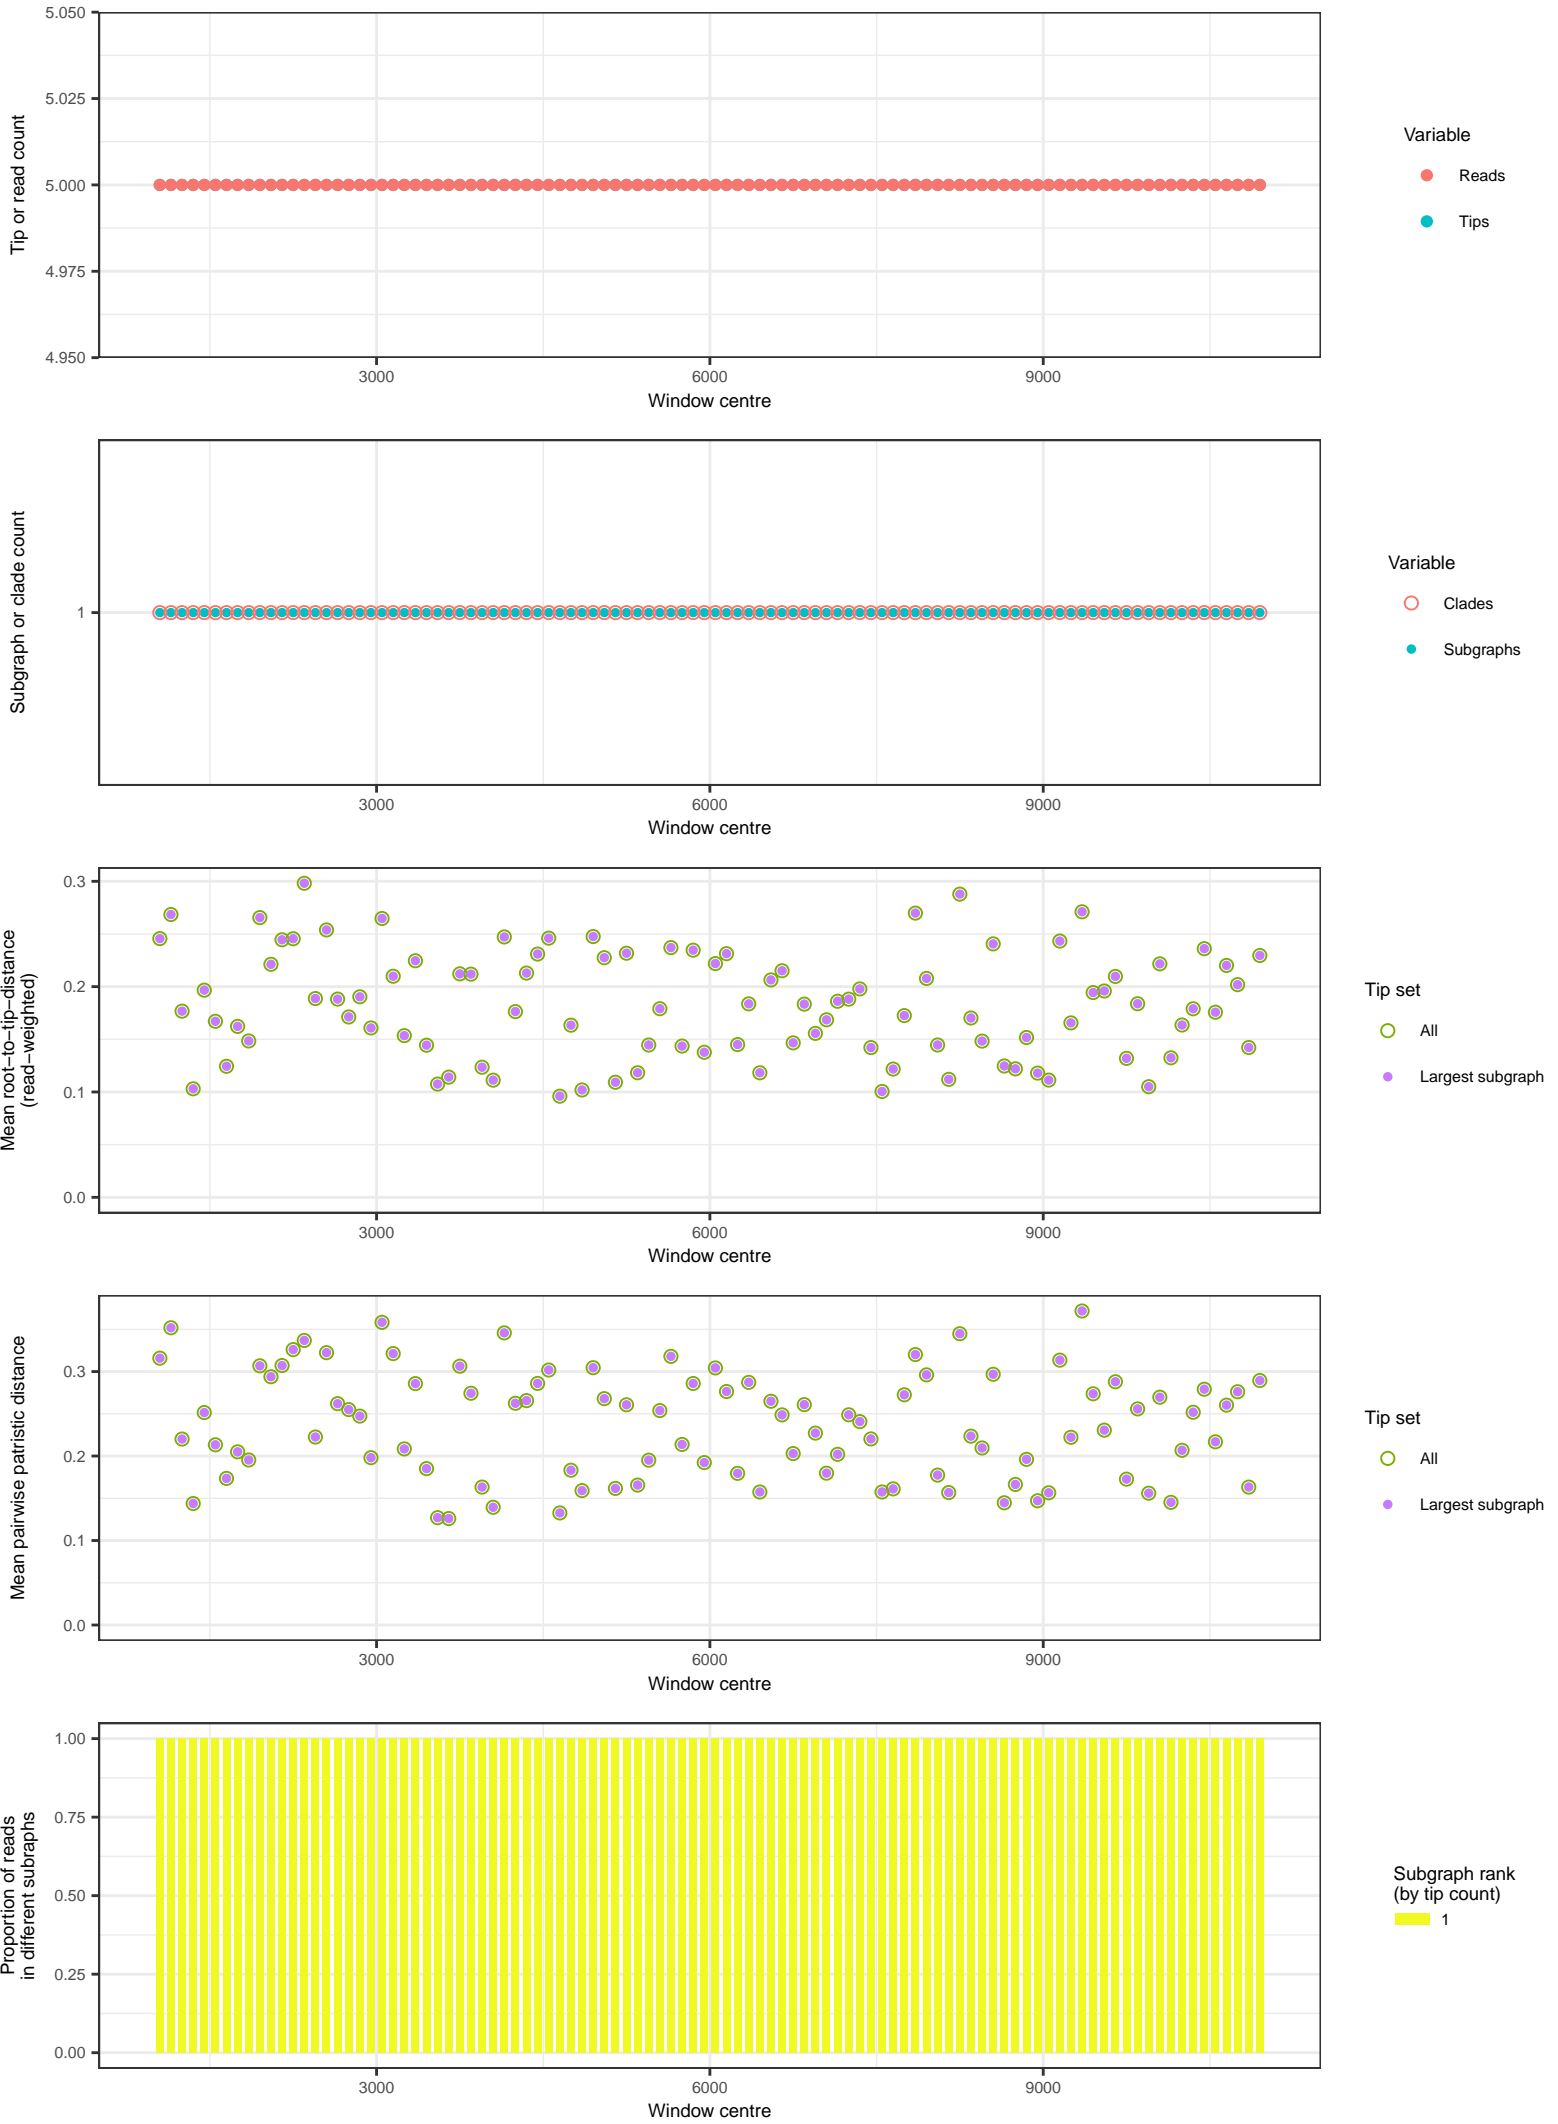 5.050
5.025
5.000
4.975
4.950
Tip or read count
3000
6000
9000
Window centre
Variable
Reads
Tips
1
Subgraph or clade count
3000
6000
9000
Window centre
Variable
Clades
Subgraphs
0.3
0.2
0.1
0.0
Mean root−to−tip−distance
(read−weighted)
3000
6000
9000
Window centre
Tip set
All
Largest subgraph
0.3
0.2
0.1
0.0
Mean pairwise patristic distance
3000
6000
9000
Window centre
Tip set
All
Largest subgraph
1.00
0.75
0.50
0.25
0.00
Proportion of reads
in different subraphs
3000
6000
9000
Window centre
Subgraph rank
(by tip count)
1